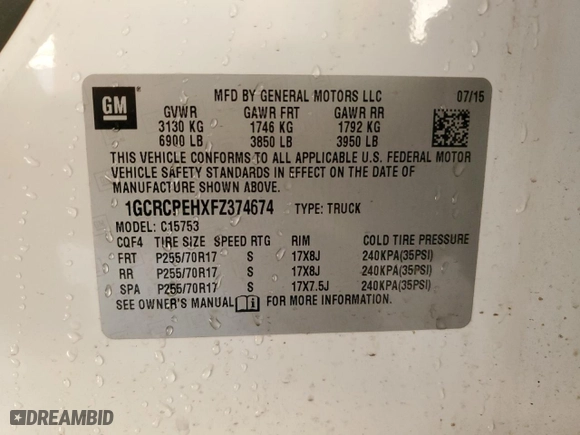 GM
MFD BY GENERAL MOTORS LLC 07/15
GVWR GAWR FRT GAWR RR
3130 KG 1746 KG 1792 KG
6900 LB 3850 LB 3950 LB
THIS VEHICLE CONFORMS TO ALL APPLICABLE U.S. FEDERAL MOTOR
VEHICLE SAFETY STANDARDS IN EFFECT ON THE DATE OF
MANUFACTURE SHOWN ABOVE.
1GCRCPEHXFZ374674 TYPE: TRUCK
MODEL: C15753
CQF4 TIRE SIZE SPEED RTG RIM COLD TIRE PRESSURE
FRT P255/70R17 S 17X8J 240KPA(35PSI)
RR P255/70R17 S 17X8J 240KPA(35PSI)
SPA P255/70R17 S 17X7.5J 240KPA(35PSI)
SEE OWNER'S MANUAL FOR MORE INFORMATION.
DREAMBID